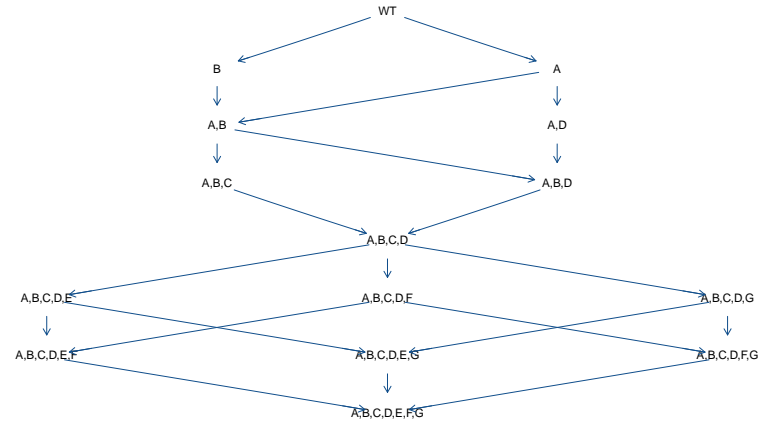 WT
B
A
A,B
A,D
A,B,C
A,B,D
A,B,C,D
A,B,C,D,E
A,B,C,D,F
A,B,C,D,G
A,B,C,D,E,F
A,B,C,D,E,G
A,B,C,D,F,G
A,B,C,D,E,F,G